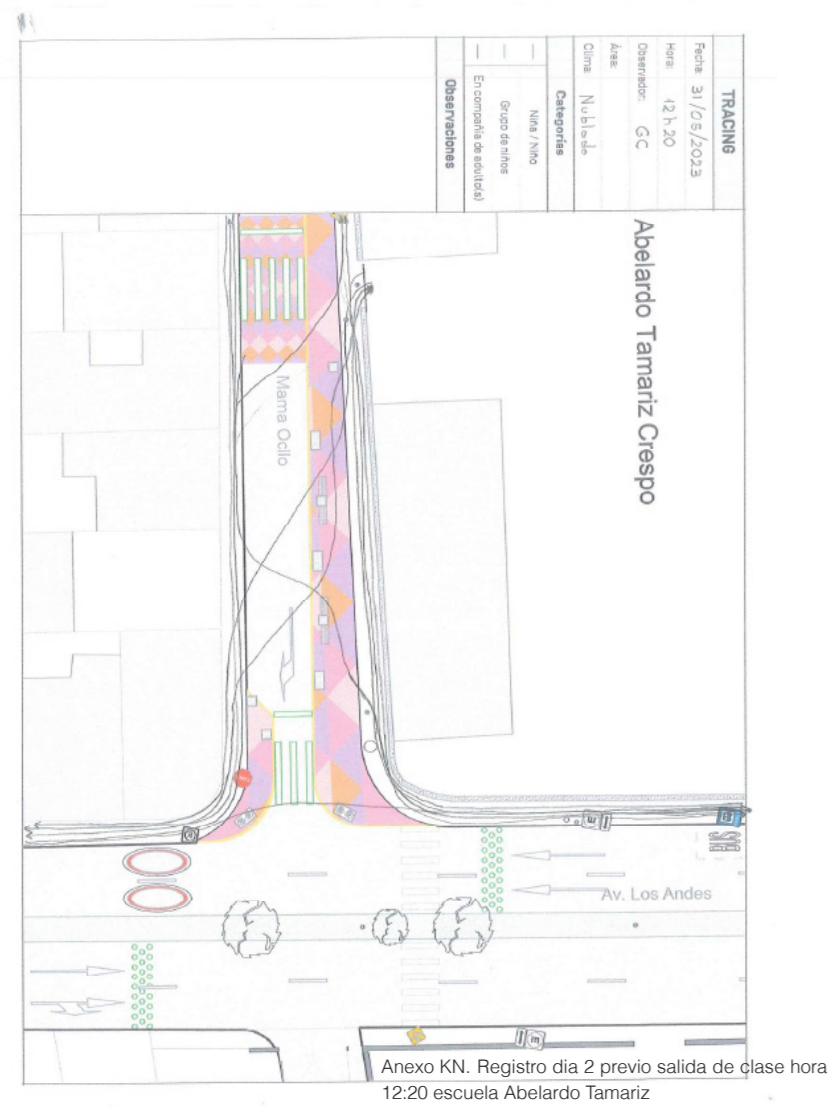 TRACING
Fecha: 31/05/2023
Hora: 12h20
Observador: GC
Área:
Clima: Nublado
Categorías
Niña / Niño
Grupo de niños
En compañía de adulto(s)
Observaciones
Abelardo Tamariz Crespo
Mama Ocllo
BUS
Av. Los Andes
E
E
Anexo KN. Registro dia 2 previo salida de clase hora
12:20 escuela Abelardo Tamariz